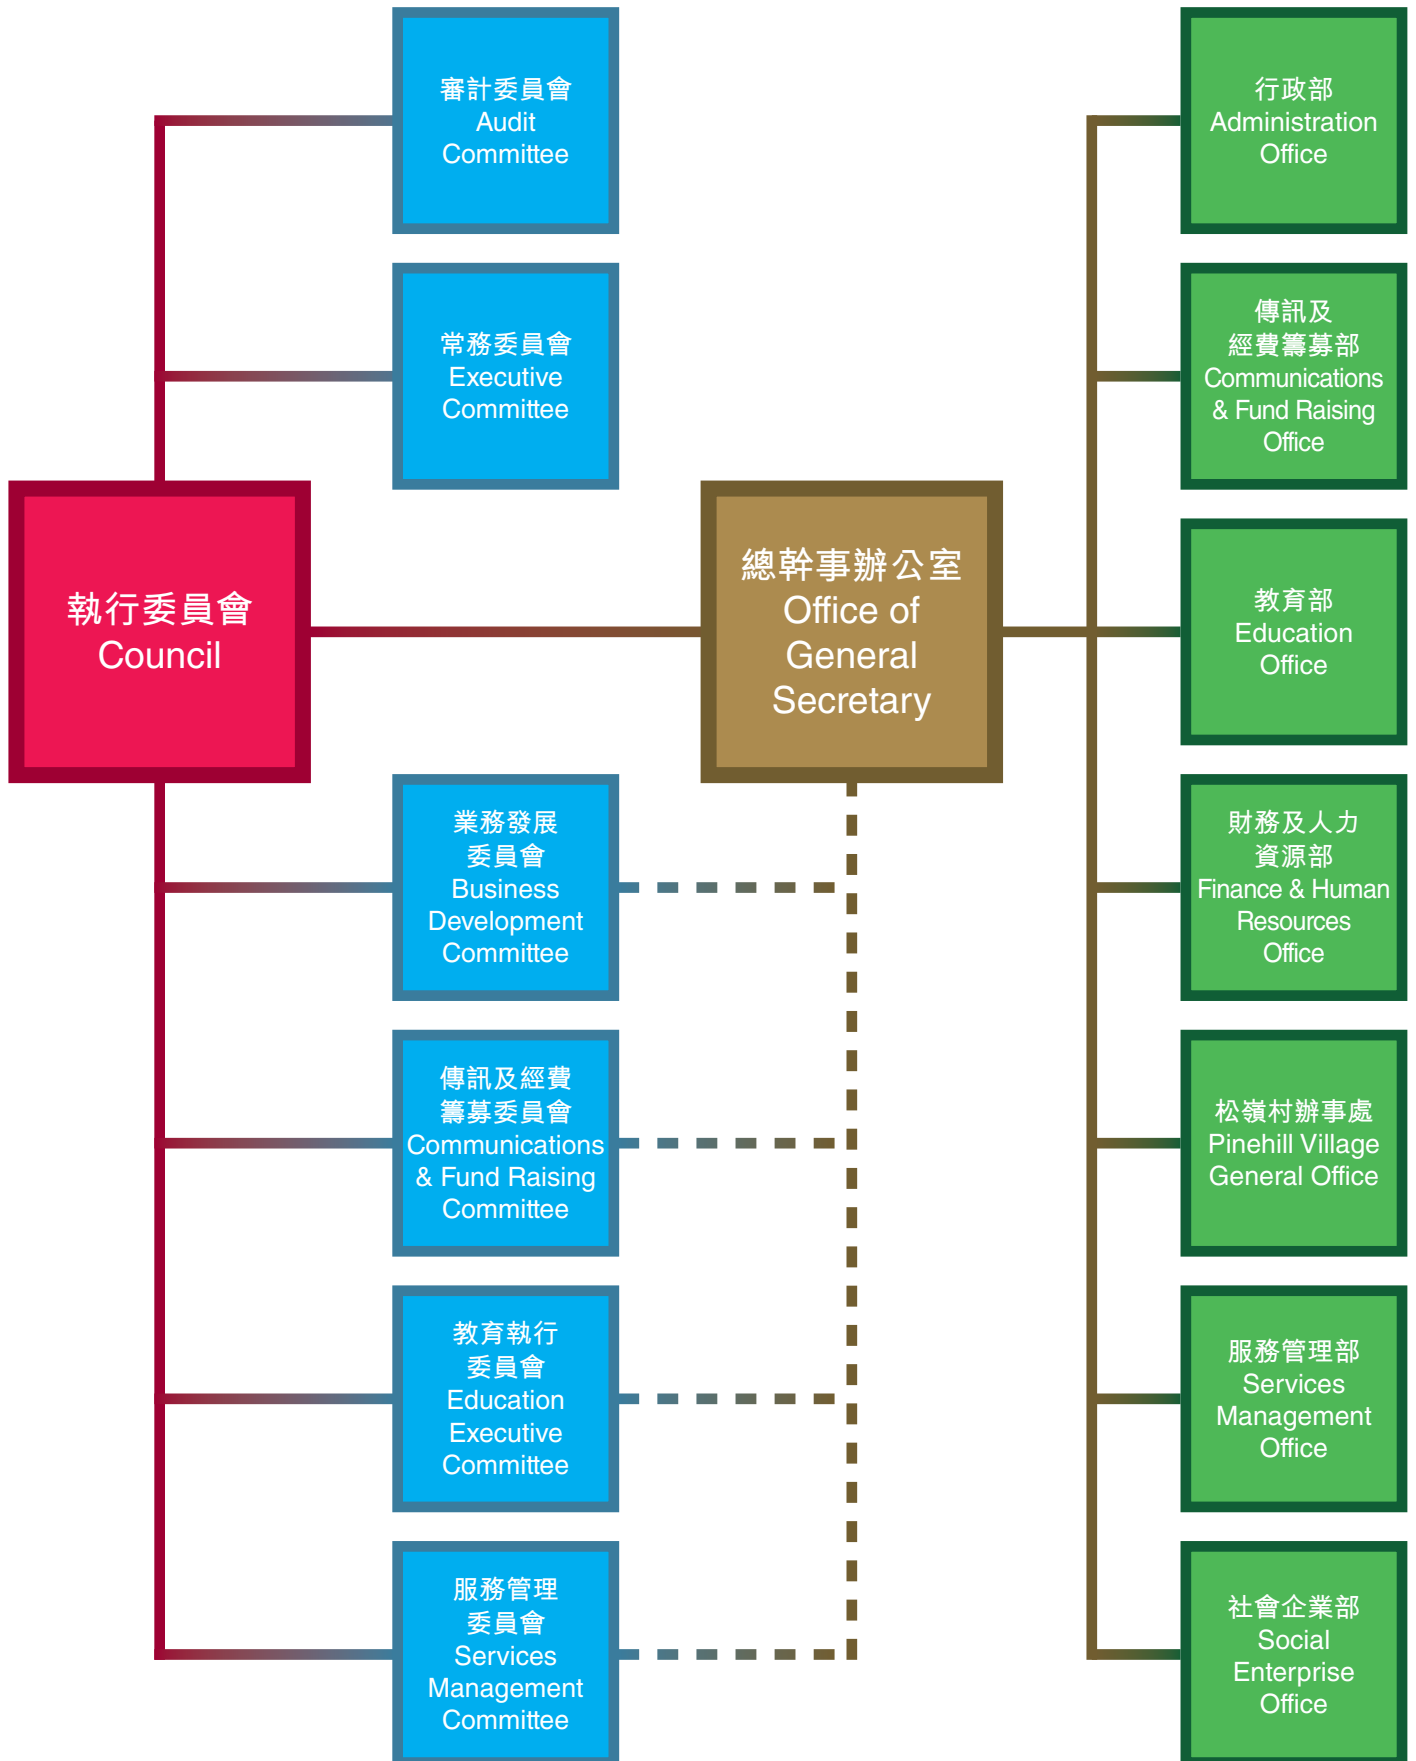 審計委員會
Audit
Committee
常務委員會
Executive
Committee
執行委員會
Council
業務發展
委員會
Business
Development
Committee
傳訊及經費
籌募委員會
Communications
& Fund Raising
Committee
教育執行
委員會
Education
Executive
Committee
服務管理
委員會
Services
Management
Committee
總幹事辦公室
Office of
General
Secretary
行政部
Administration
Office
傳訊及
經費籌募部
Communications
& Fund Raising
Office
教育部
Education
Office
財務及人力
資源部
Finance & Human
Resources
Office
松嶺村辦事處
Pinehill Village
General Office
服務管理部
Services
Management
Office
社會企業部
Social
Enterprise
Office